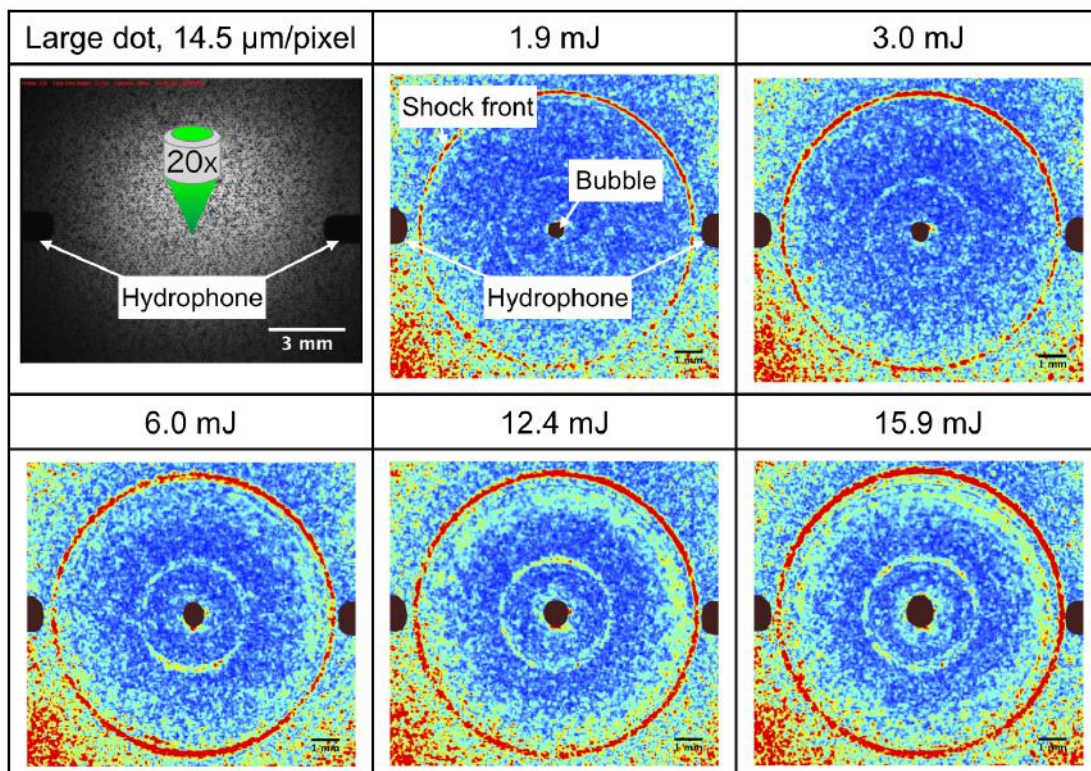 Large dot, 14.5 µm/pixel
1.9 mJ
3.0 mJ
20x
Hydrophone
3 mm
Shock front
Bubble
Hydrophone
1 mm
1 mm
6.0 mJ
12.4 mJ
15.9 mJ
1 mm
1 mm
1 mm